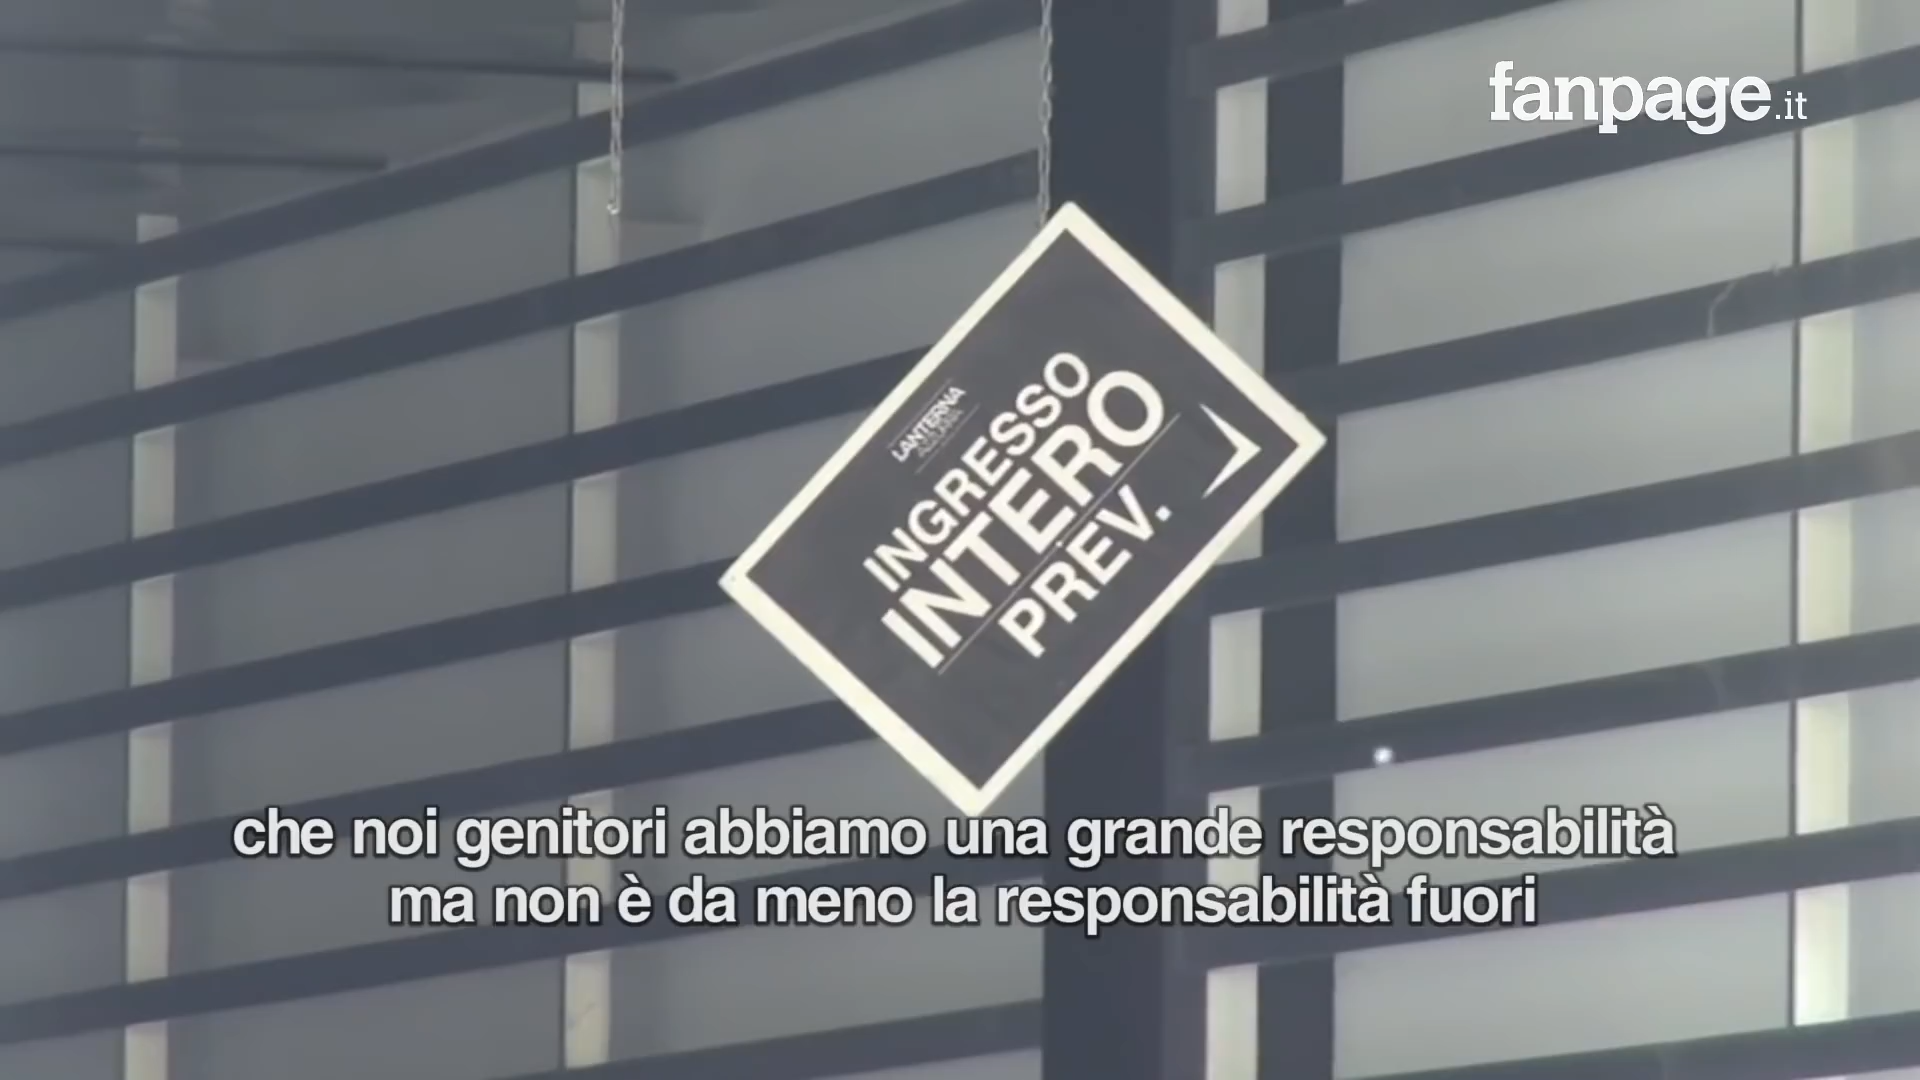 fanpage.it
LANTERNA
AZZURRA
INGRESSO
INTERO
PREV.
che noi genitori abbiamo una grande responsabilità
ma non è da meno la responsabilità fuori